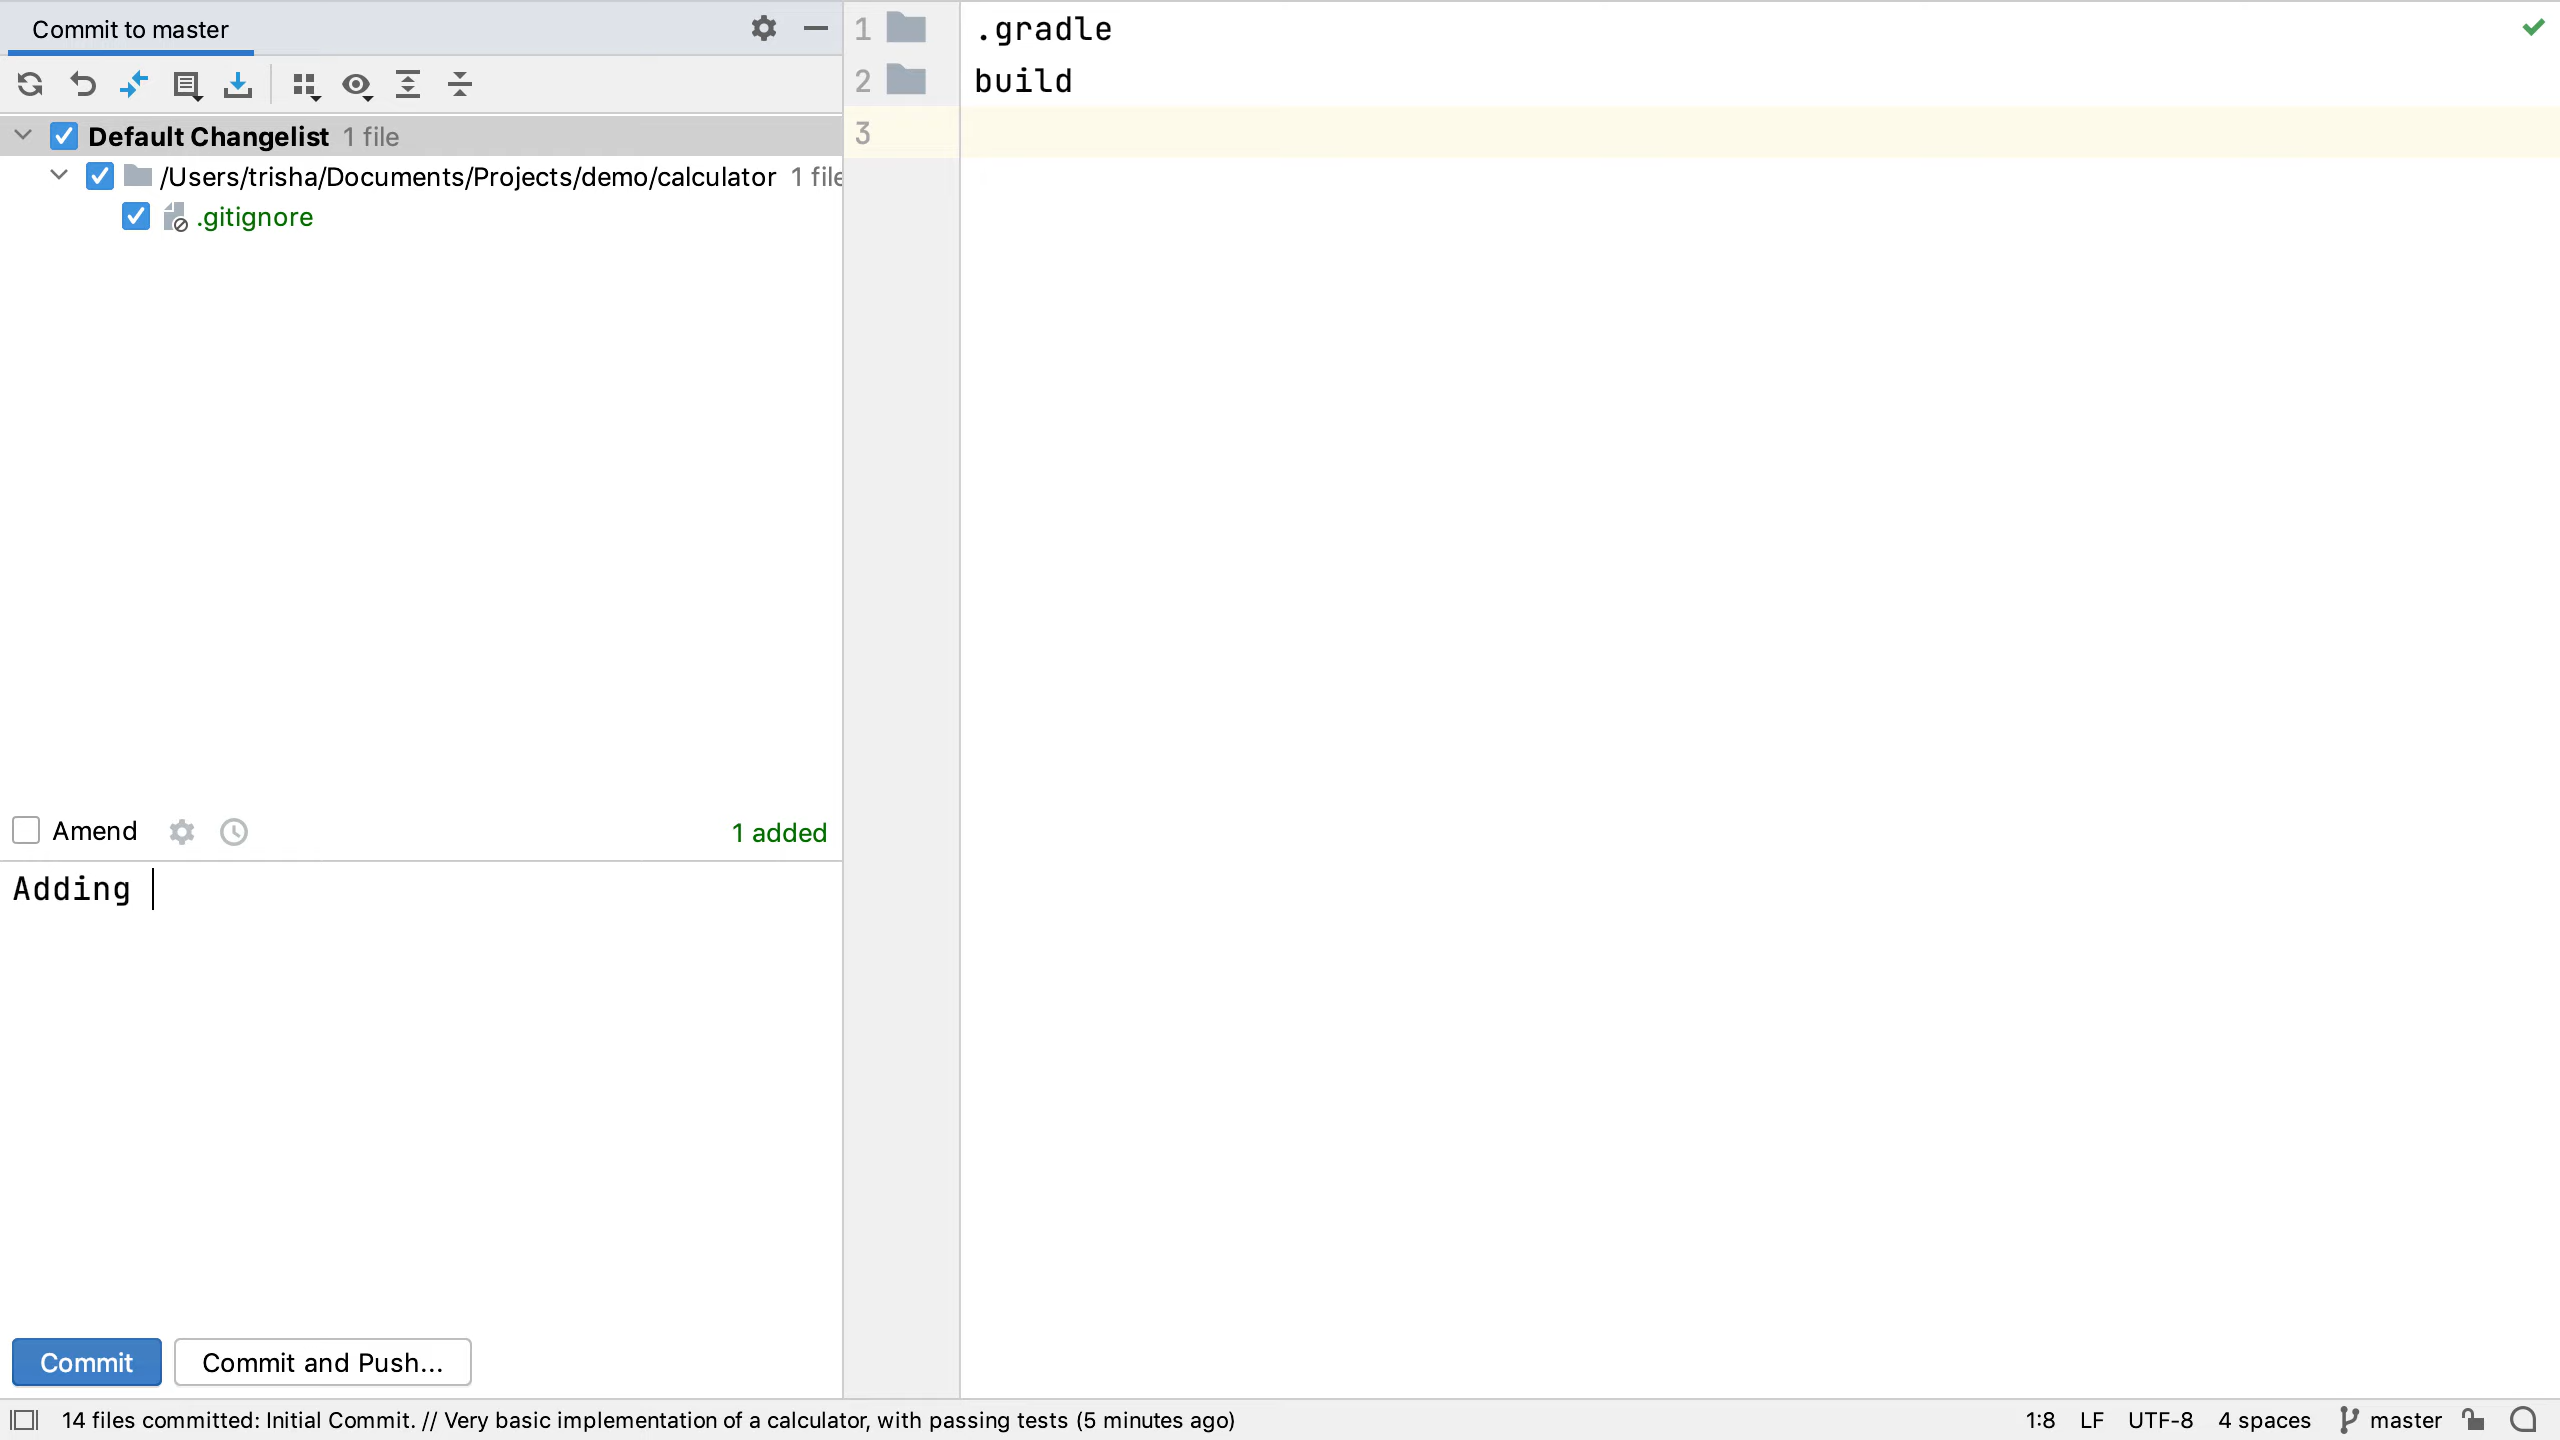 Commit to master
Default Changelist 1 file
/Users/trisha/Documents/Projects/demo/calculator 1 file
.gitignore
Amend
1 added
Adding
Commit
Commit and Push...
1 .gradle
2 build
3
14 files committed: Initial Commit. // Very basic implementation of a calculator, with passing tests (5 minutes ago)
1:8 LF UTF-8 4 spaces master